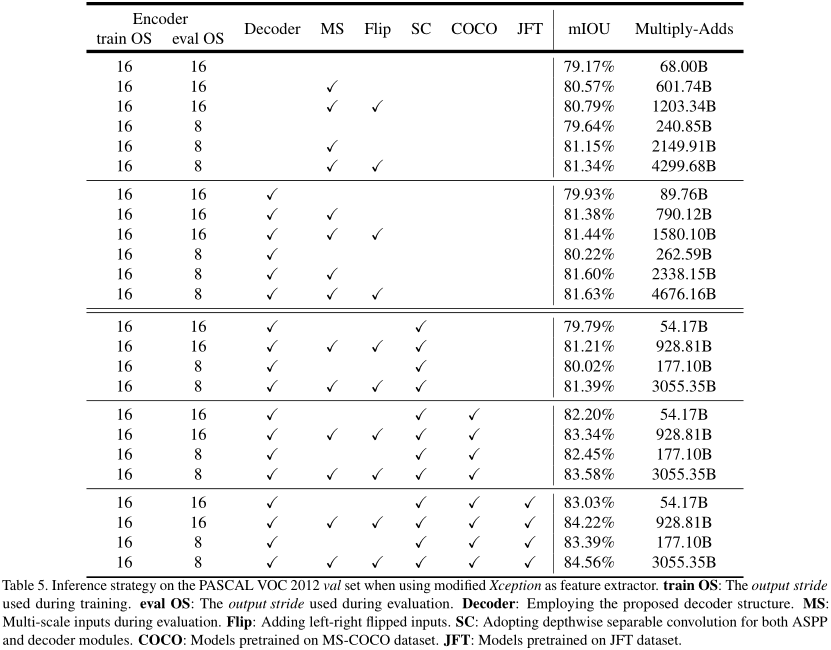 Encoder
train OS eval OS Decoder MS Flip SC COCO JFT mIOU Multiply-Adds
16 16 79.17% 68.00B
16 16 ✓ 80.57% 601.74B
16 16 ✓ ✓ 80.79% 1203.34B
16 8 79.64% 240.85B
16 8 ✓ 81.15% 2149.91B
16 8 ✓ ✓ 81.34% 4299.68B
16 16 ✓ 79.93% 89.76B
16 16 ✓ ✓ 81.38% 790.12B
16 16 ✓ ✓ ✓ 81.44% 1580.10B
16 8 ✓ 80.22% 262.59B
16 8 ✓ ✓ 81.60% 2338.15B
16 8 ✓ ✓ ✓ 81.63% 4676.16B
16 16 ✓ ✓ 79.79% 54.17B
16 16 ✓ ✓ ✓ ✓ 81.21% 928.81B
16 8 ✓ ✓ 80.02% 177.10B
16 8 ✓ ✓ ✓ ✓ 81.39% 3055.35B
16 16 ✓ ✓ ✓ 82.20% 54.17B
16 16 ✓ ✓ ✓ ✓ ✓ 83.34% 928.81B
16 8 ✓ ✓ ✓ 82.45% 177.10B
16 8 ✓ ✓ ✓ ✓ ✓ 83.58% 3055.35B
16 16 ✓ ✓ ✓ ✓ 83.03% 54.17B
16 16 ✓ ✓ ✓ ✓ ✓ ✓ 84.22% 928.81B
16 8 ✓ ✓ ✓ ✓ 83.39% 177.10B
16 8 ✓ ✓ ✓ ✓ ✓ ✓ 84.56% 3055.35B
Table 5. Inference strategy on the PASCAL VOC 2012 val set when using modified Xception as feature extractor. train OS: The output stride
used during training. eval OS: The output stride used during evaluation. Decoder: Employing the proposed decoder structure. MS:
Multi-scale inputs during evaluation. Flip: Adding left-right flipped inputs. SC: Adopting depthwise separable convolution for both ASPP
and decoder modules. COCO: Models pretrained on MS-COCO dataset. JFT: Models pretrained on JFT dataset.